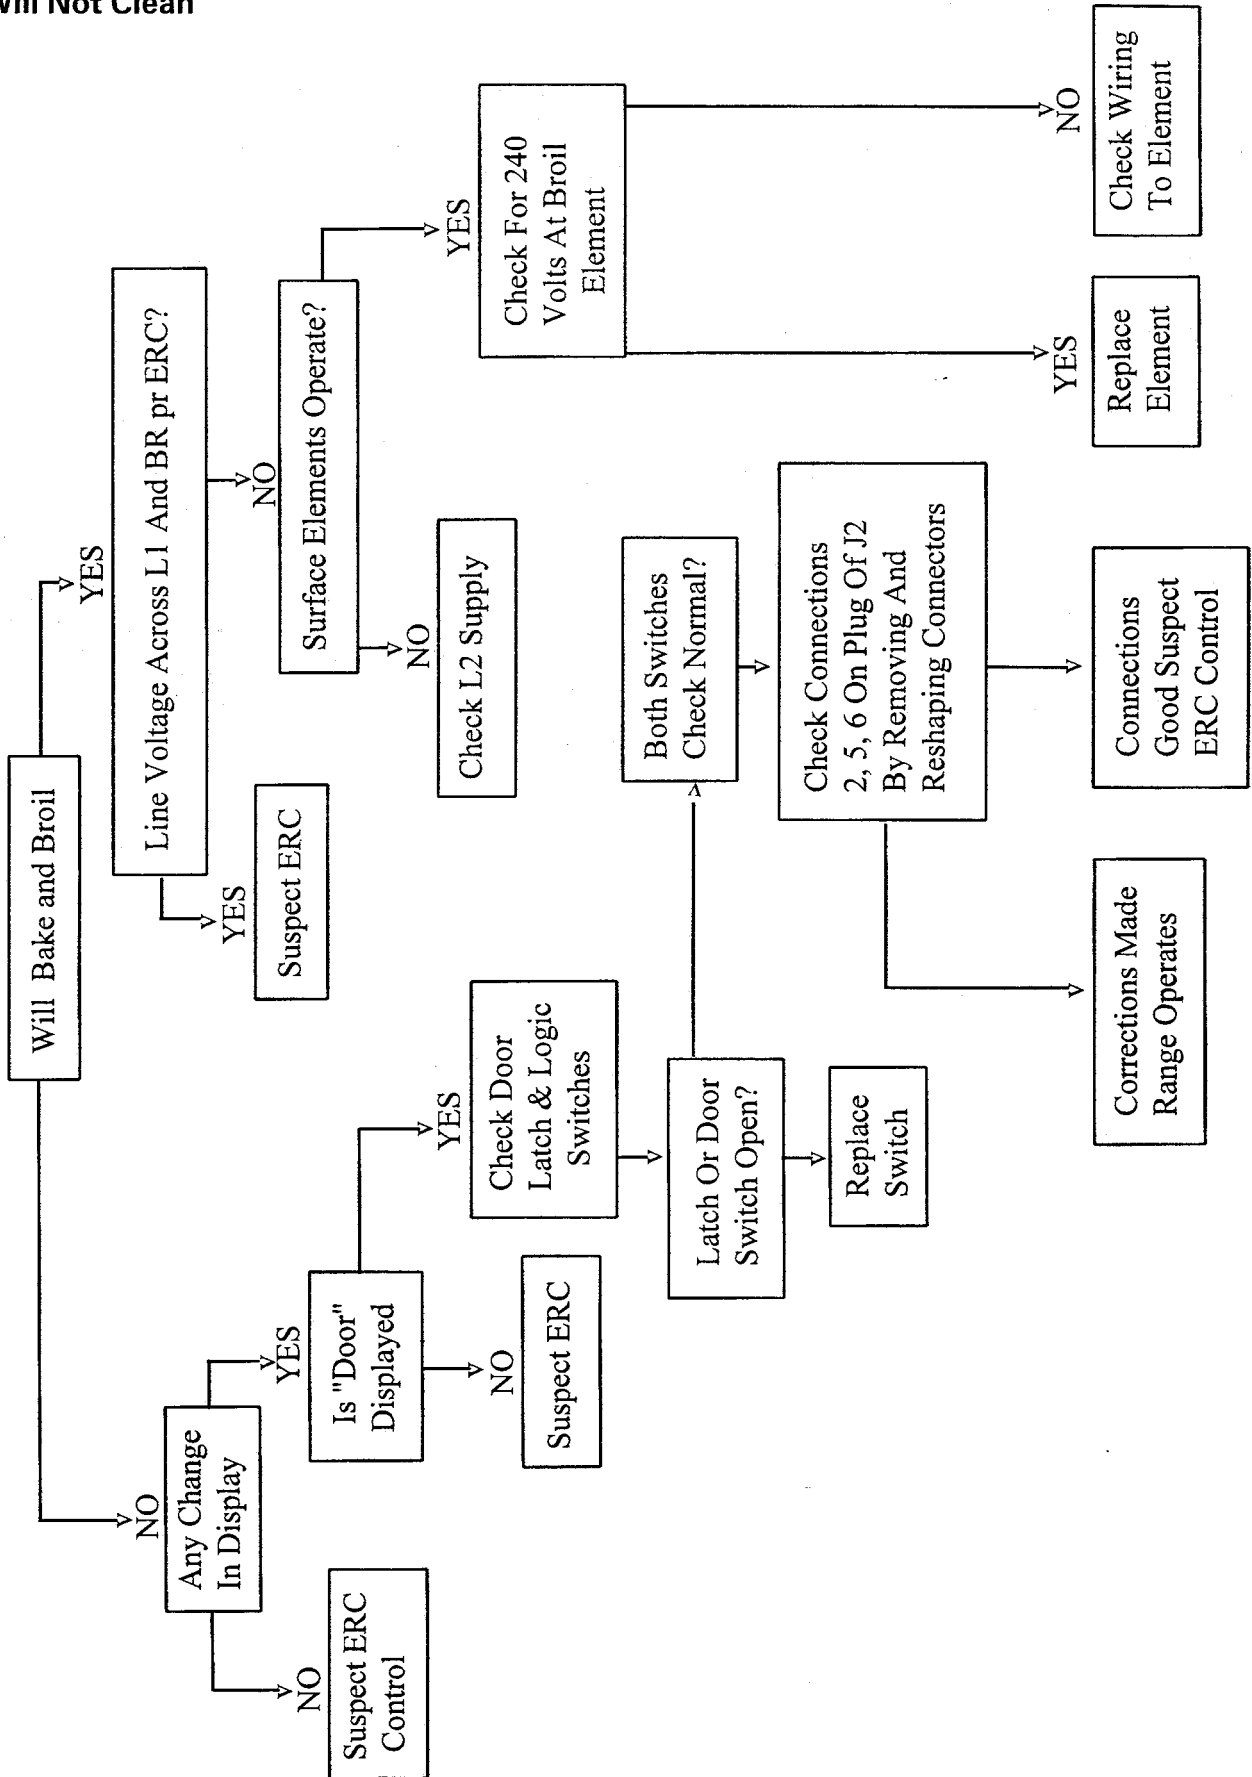 Will Not Clean
Will Bake and Broil
NO
YES
Any Change
In Display
Line Voltage Across L1 And BR pr ERC?
NO
YES
YES
NO
Suspect ERC
Control
Is "Door"
Displayed
Suspect ERC
Surface Elements Operate?
NO
YES
NO
YES
Suspect ERC
Check Door
Latch & Logic
Switches
Check L2 Supply
Check For 240
Volts At Broil
Element
Latch Or Door
Switch Open?
Both Switches
Check Normal?
Replace
Switch
Check Connections
2, 5, 6 On Plug Of J2
By Removing And
Reshaping Connectors
YES
NO
Corrections Made
Range Operates
Connections
Good Suspect
ERC Control
Replace
Element
Check Wiring
To Element